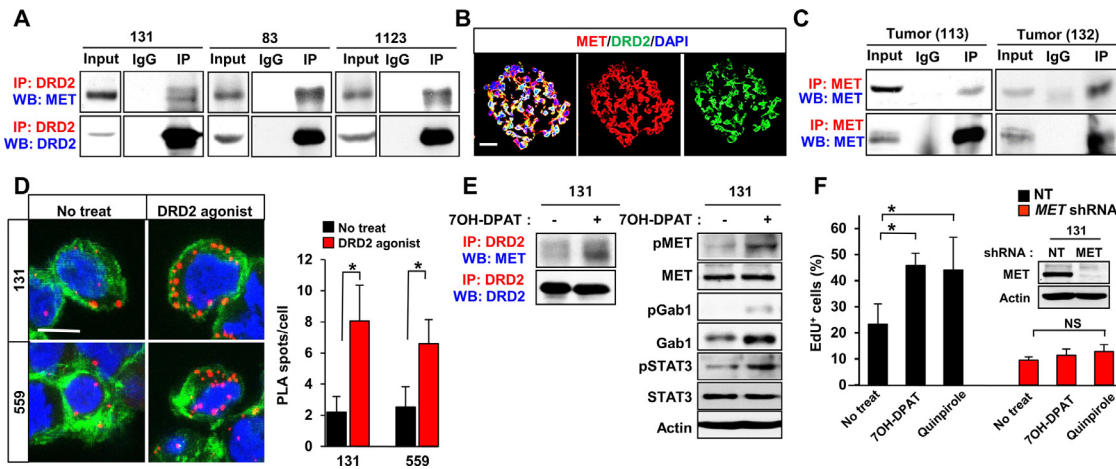 A
131 83 1123
Input IgG IP Input IgG IP Input IgG IP
IP: DRD2
WB: MET
IP: DRD2
WB: DRD2
B
MET/DRD2/DAPI
C
Tumor (113) Tumor (132)
Input IgG IP Input IgG IP
IP: MET
WB: MET
IP: MET
WB: MET
D
No treat DRD2 agonist
131
559
No treat
DRD2 agonist
PLA spots/cell
14
12
10
8
6
4
2
0
* *
131 559
E
131
7OH-DPAT : - +
IP: DRD2
WB: MET
IP: DRD2
WB: DRD2
131
7OH-DPAT : - +
pMET
MET
pGab1
Gab1
pSTAT3
STAT3
Actin
F
NT
MET shRNA
EdU+ cells (%)
70
60
50
40
30
20
10
0
*
*
131
shRNA : NT MET
MET
Actin
NS
No treat
7OH-DPAT
Quinpirole
No treat
7OH-DPAT
Quinpirole